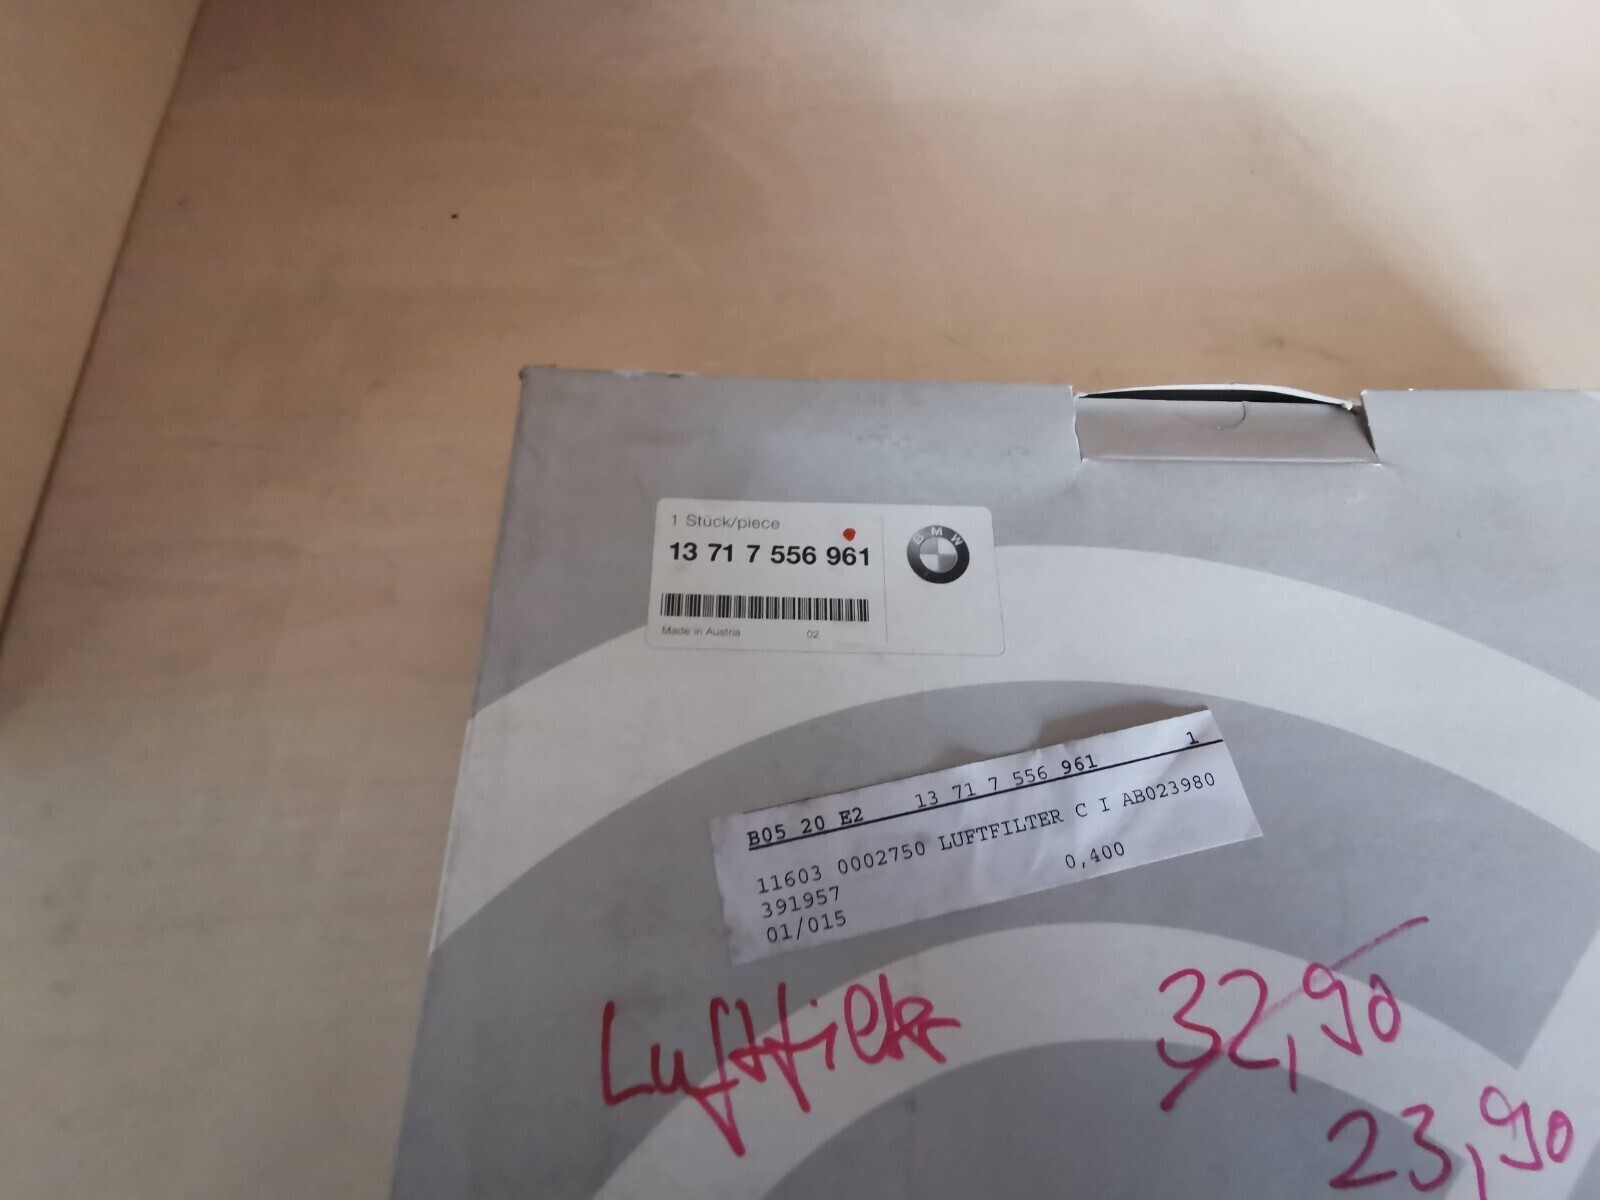 1 Stück/piece
13 71 7 556 961
BMW
Made in Austria 02
B05 20 E2 13 71 7 556 961 1
11603 0002750 LUFTFILTER C I AB023980
391957 0,400
01/015
Luftfilter 32,90
23,90